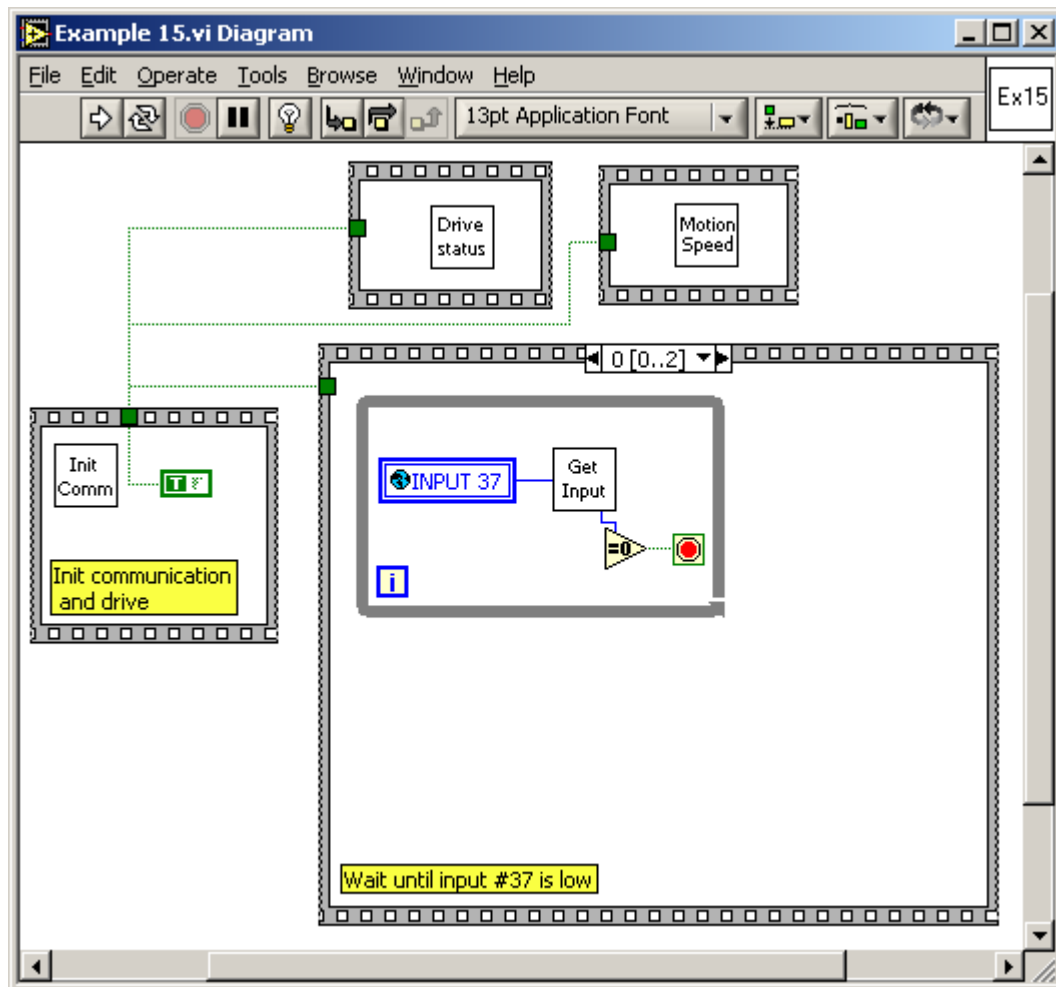 Example 15.vi Diagram
File Edit Operate Tools Browse Window Help
13pt Application Font
Ex15
Drive
status
Motion
Speed
0 [0..2]
Init
Comm
T
INPUT 37
Get
Input
=0
i
Init communication
and drive
Wait until input #37 is low